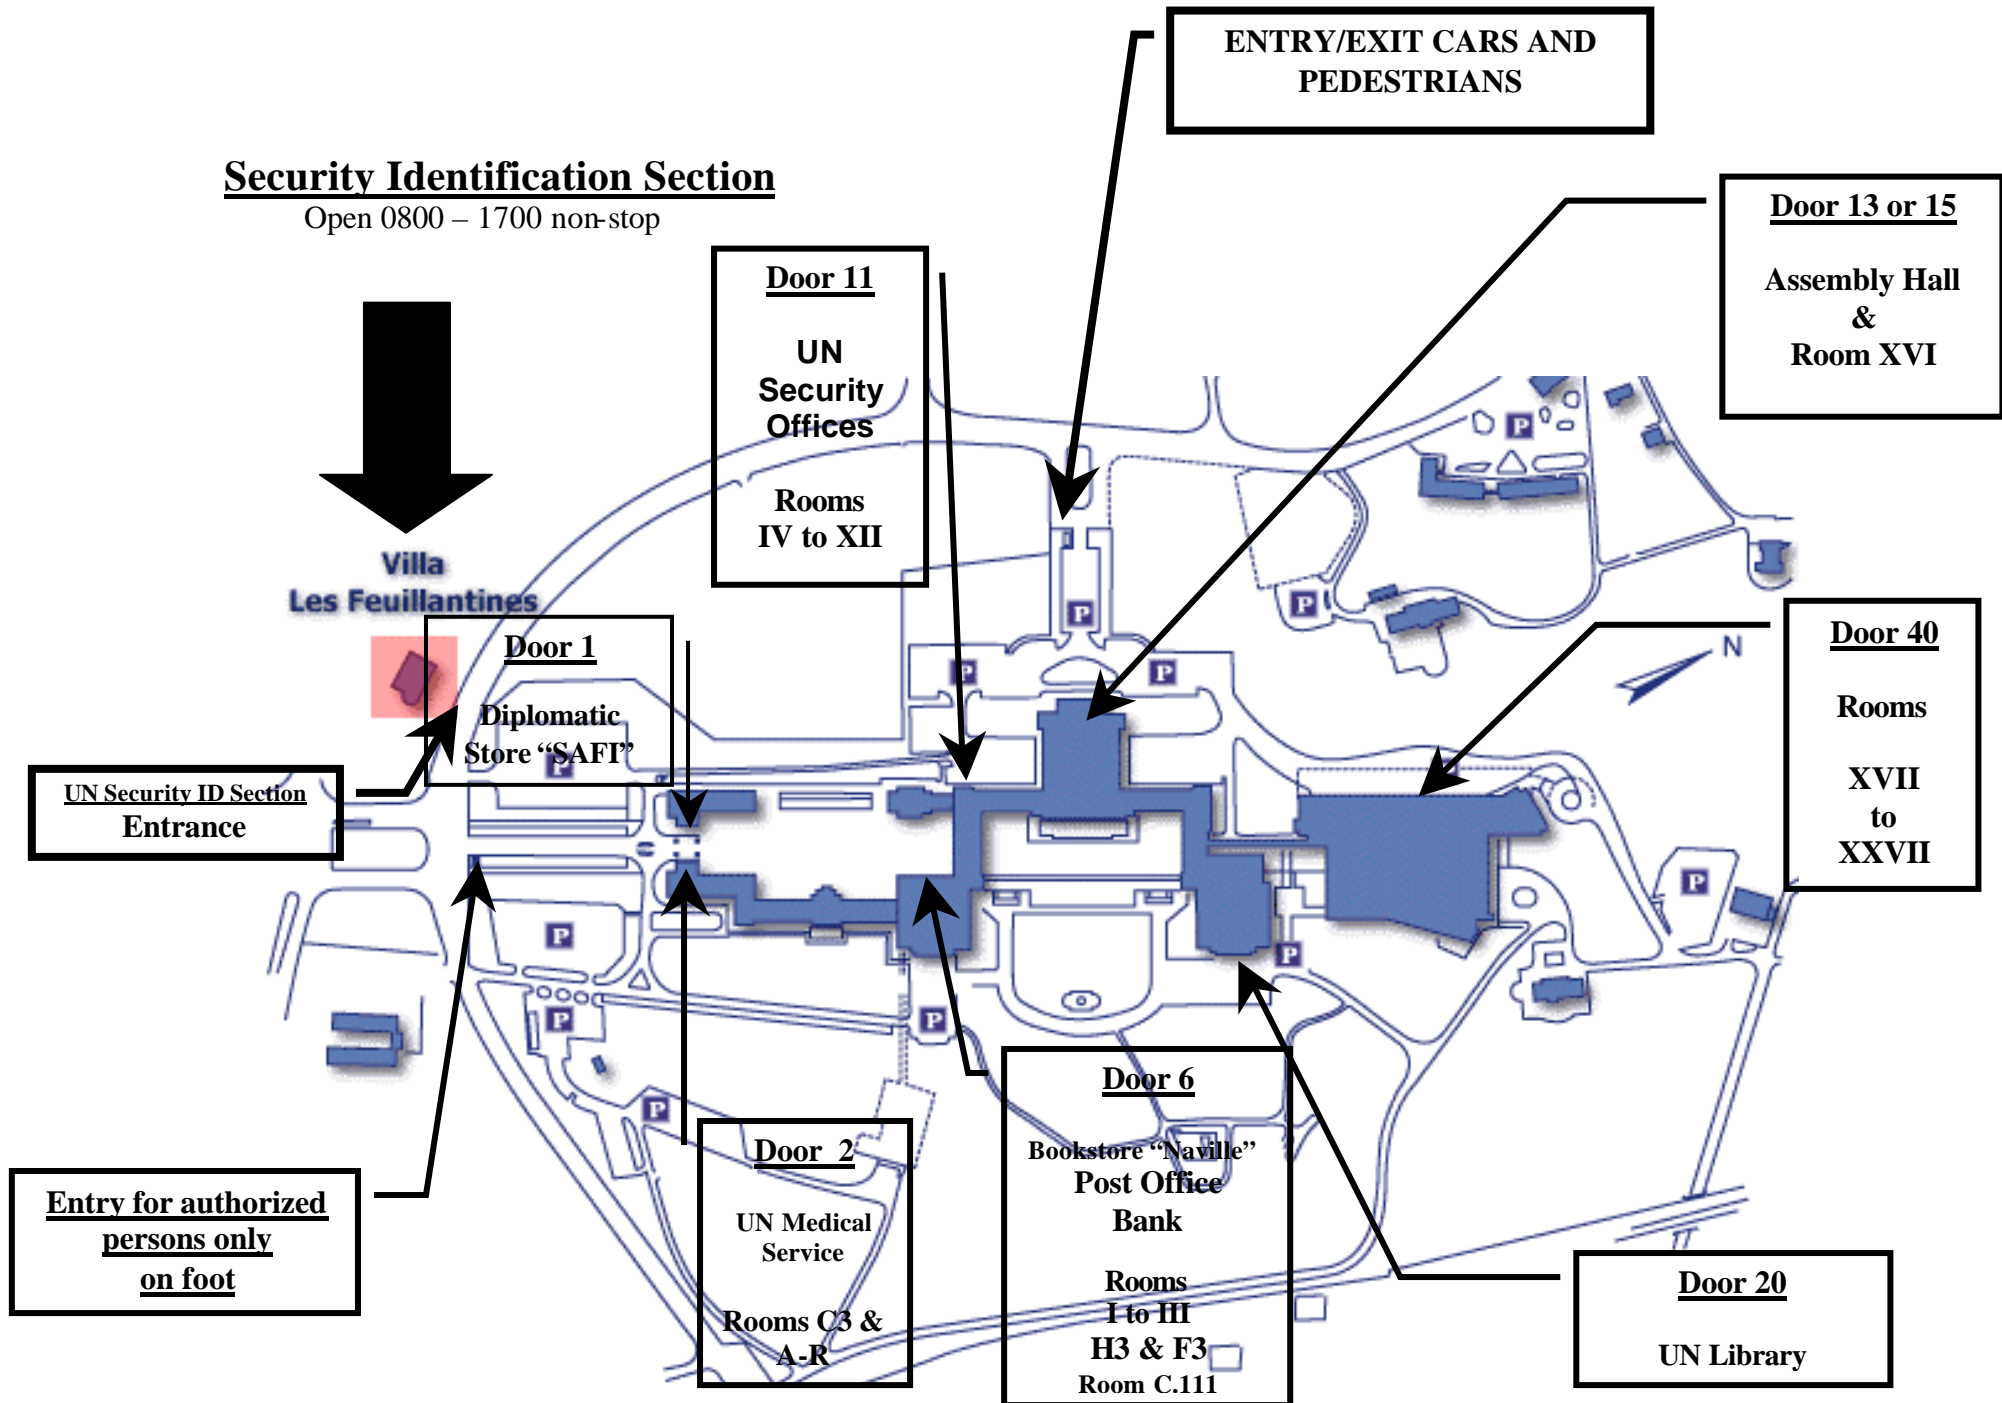 ENTRY/EXIT CARS AND
PEDESTRIANS
Security Identification Section
Open 0800 – 1700 non-stop
Door 13 or 15
Assembly Hall
&
Room XVI
Door 11
UN
Security
Offices
Rooms
IV to XII
P
Villa
Les Feuillantines
P
P
Door 1
Diplomatic
Store “SAFI”
P
P
P
N
Door 40
Rooms
XVII
to
XXVII
UN Security ID Section
Entrance
P
P
P
P
P
P
Door 6
Bookstore “Naville”
Post Office
Bank
Rooms
I to III
H3 & F3
Room C.111
P
Door 2
UN Medical
Service
Rooms C3 &
A-R
Entry for authorized
persons only
on foot
Door 20
UN Library